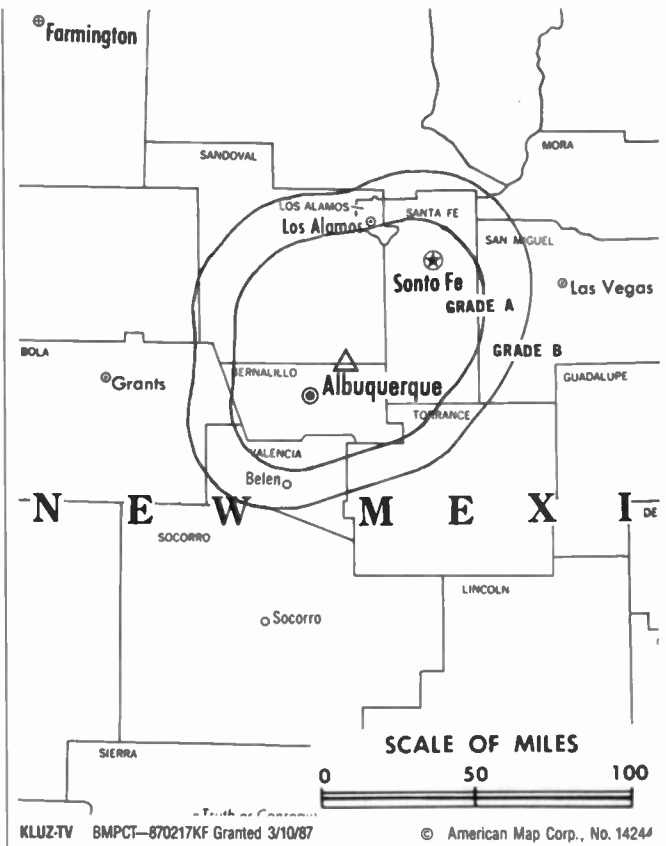 Farmington
SANDOVAL
MORA
LOS ALAMOS
Los Alamos
SANTA FE
SAN MIGUEL
Sonto Fe
Las Vegas
GRADE A
GRADE B
BOLA
Grants
BERNALILLO
Albuquerque
GUADALUPE
TORRANCE
VALENCIA
Belen
NEW MEXI
DE
SOCORRO
LINCOLN
Socorro
SIERRA
SCALE OF MILES
0 50 100
KLUZ-TV BMPCT—870217KF Granted 3/10/87 © American Map Corp., No. 14244